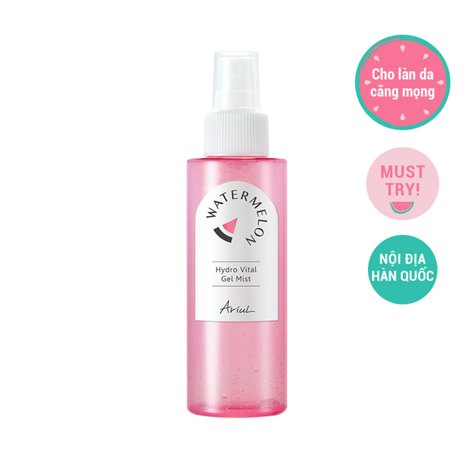 WATERMELON
Hydro Vital
Gel Mist
Ariul
Cho làn da
căng mọng
MUST
TRY!
NỘI ĐỊA
HÀN QUỐC